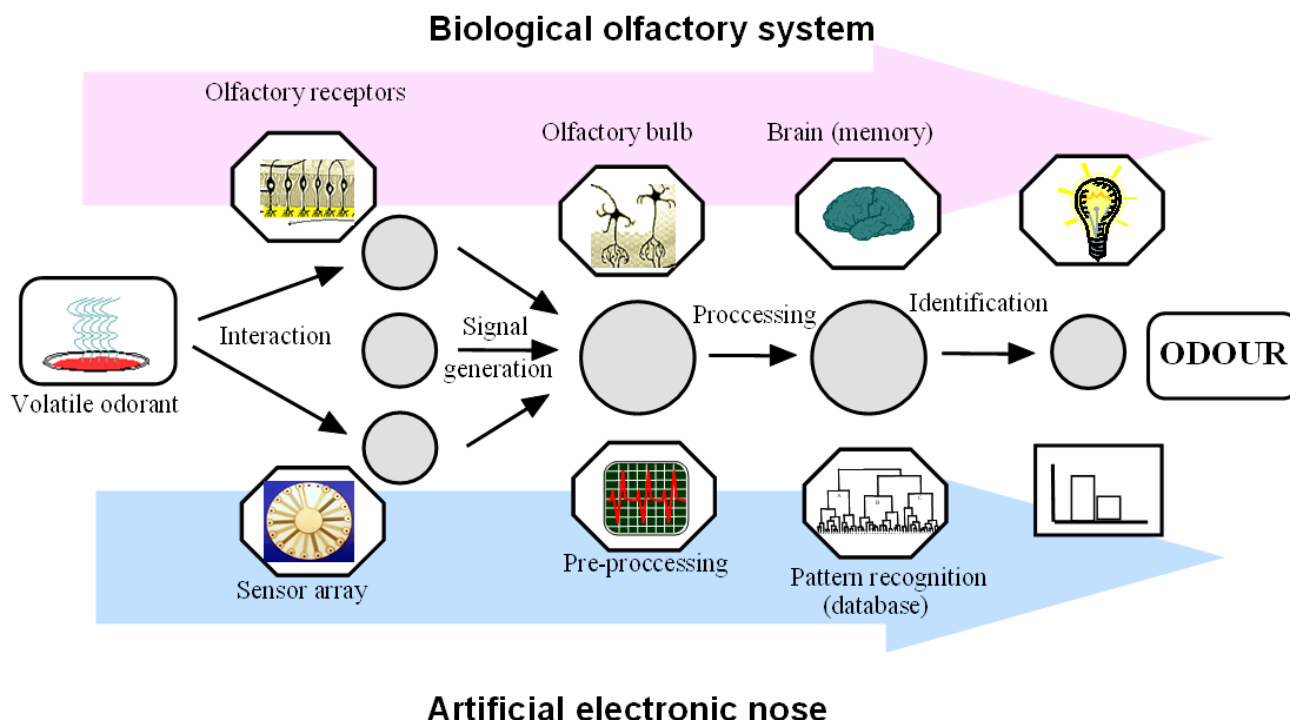 Biological olfactory system
Olfactory receptors
Olfactory bulb
Brain (memory)
Interaction
Signal
generation
Proccessing
Identification
ODOUR
Volatile odorant
Sensor array
Pre-proccessing
Pattern recognition
(database)
Artificial electronic nose